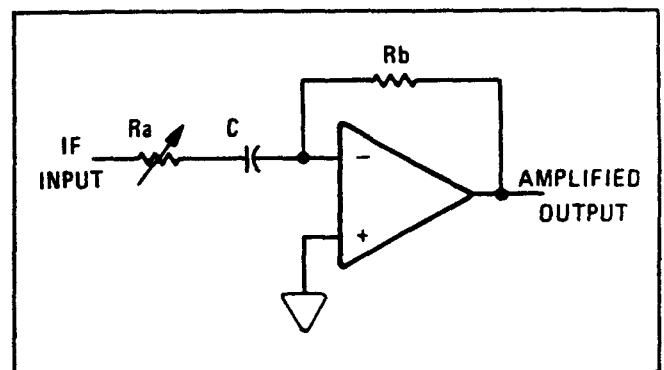 Rb
Ra
C
IF
INPUT
−
+
AMPLIFIED
OUTPUT